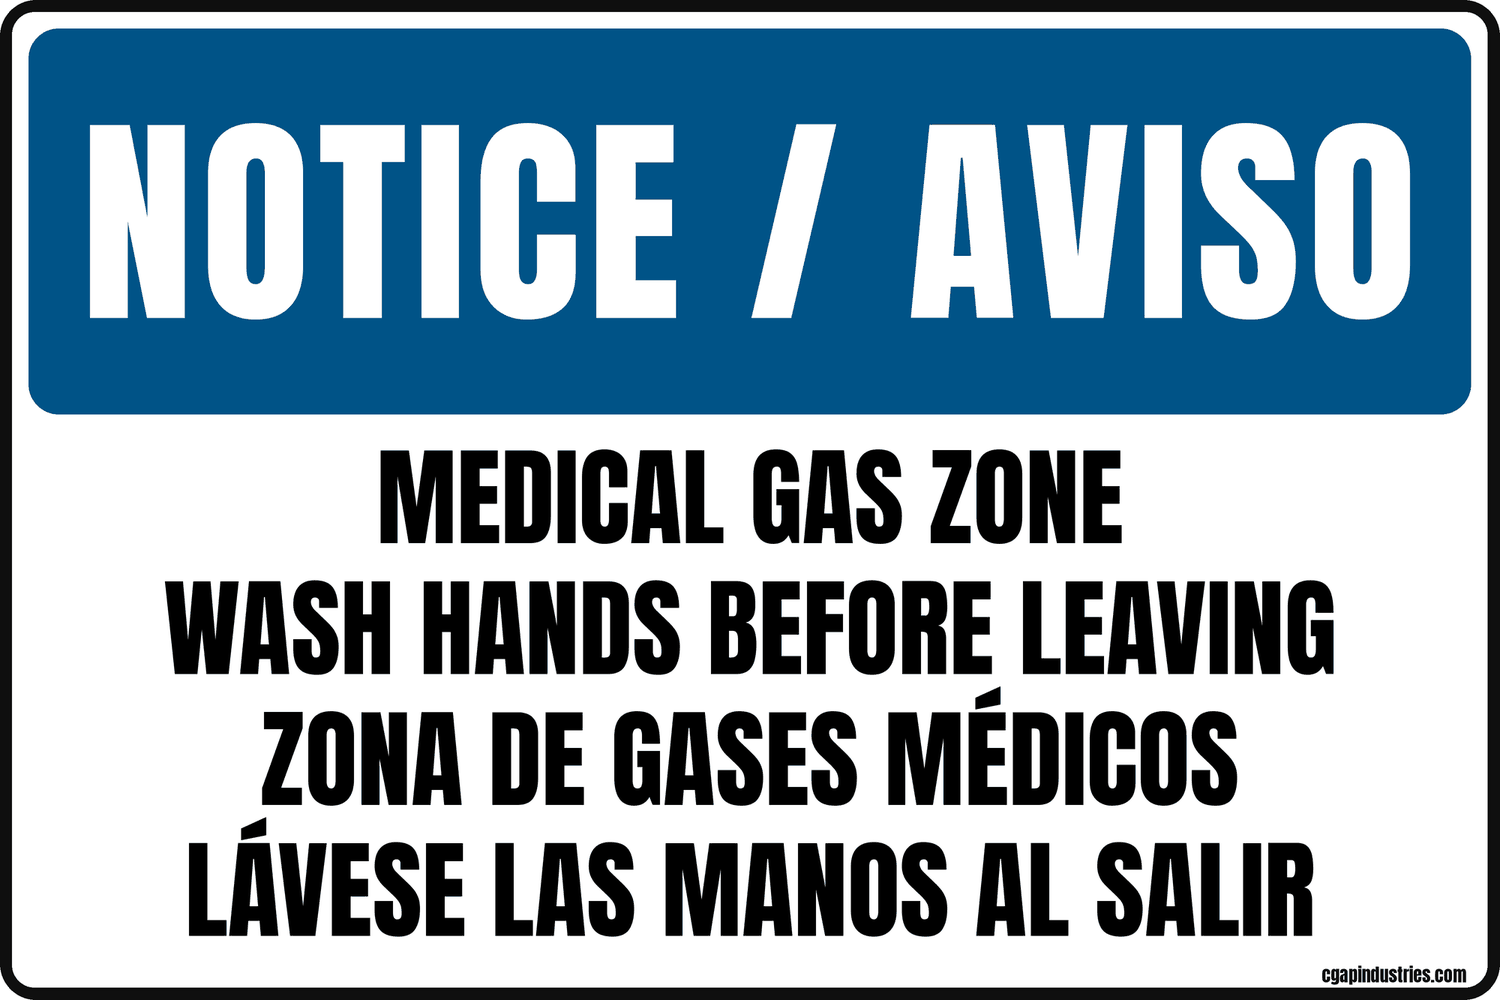 NOTICE / AVISO
MEDICAL GAS ZONE
WASH HANDS BEFORE LEAVING
ZONA DE GASES MÉDICOS
LÁVESE LAS MANOS AL SALIR
cgapindustries.com